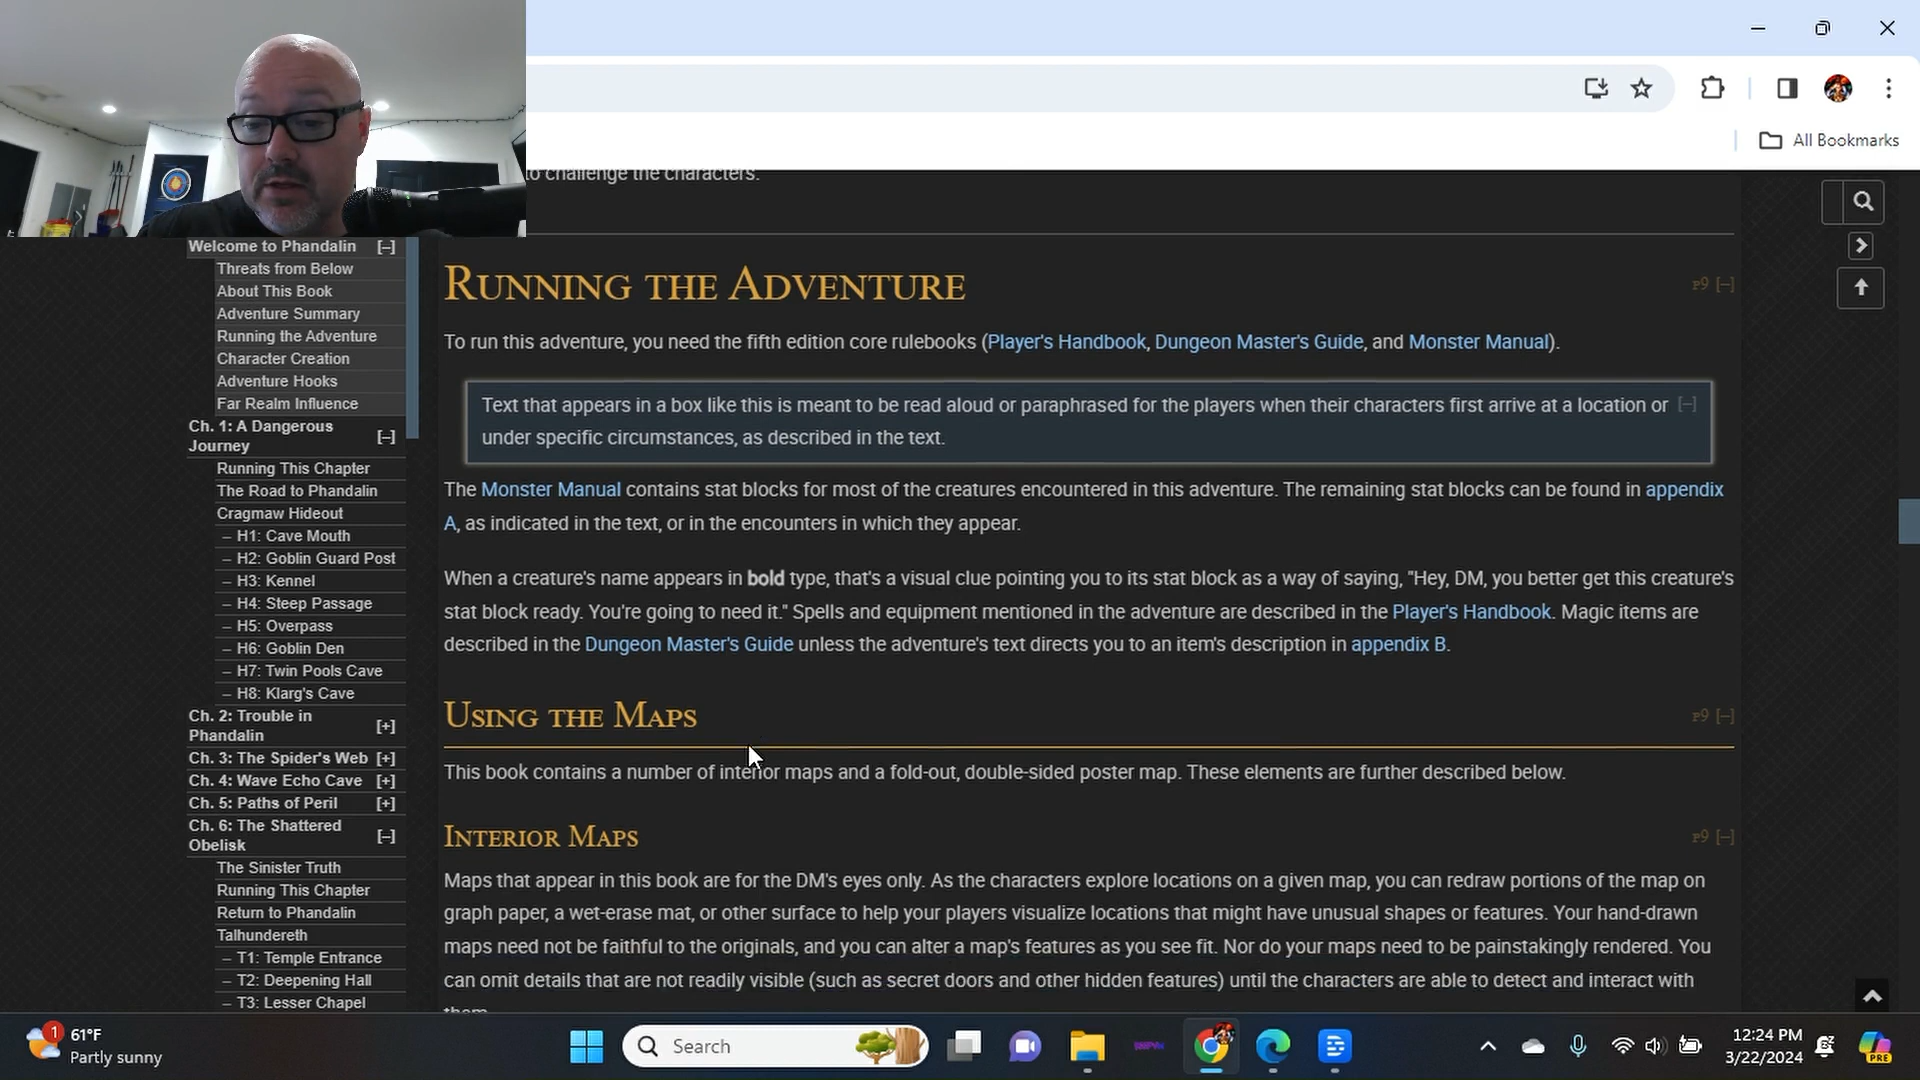 All Bookmarks
to challenge the characters.
Welcome to Phandalin [–]
Threats from Below
About This Book
Adventure Summary
Running the Adventure
Character Creation
Adventure Hooks
Far Realm Influence
Ch. 1: A Dangerous
Journey [–]
Running This Chapter
The Road to Phandalin
Cragmaw Hideout
– H1: Cave Mouth
– H2: Goblin Guard Post
– H3: Kennel
– H4: Steep Passage
– H5: Overpass
– H6: Goblin Den
– H7: Twin Pools Cave
– H8: Klarg's Cave
Ch. 2: Trouble in
Phandalin [+]
Ch. 3: The Spider's Web [+]
Ch. 4: Wave Echo Cave [+]
Ch. 5: Paths of Peril [+]
Ch. 6: The Shattered
Obelisk [–]
The Sinister Truth
Running This Chapter
Return to Phandalin
Talhundereth
– T1: Temple Entrance
– T2: Deepening Hall
– T3: Lesser Chapel
Running the Adventure P9 [–]
To run this adventure, you need the fifth edition core rulebooks (Player's Handbook, Dungeon Master's Guide, and Monster Manual).
Text that appears in a box like this is meant to be read aloud or paraphrased for the players when their characters first arrive at a location or [–]
under specific circumstances, as described in the text.
The Monster Manual contains stat blocks for most of the creatures encountered in this adventure. The remaining stat blocks can be found in appendix
A, as indicated in the text, or in the encounters in which they appear.
When a creature's name appears in bold type, that's a visual clue pointing you to its stat block as a way of saying, "Hey, DM, you better get this creature's
stat block ready. You're going to need it." Spells and equipment mentioned in the adventure are described in the Player's Handbook. Magic items are
described in the Dungeon Master's Guide unless the adventure's text directs you to an item's description in appendix B.
Using the Maps P9 [–]
This book contains a number of interior maps and a fold-out, double-sided poster map. These elements are further described below.
Interior Maps P9 [–]
Maps that appear in this book are for the DM's eyes only. As the characters explore locations on a given map, you can redraw portions of the map on
graph paper, a wet-erase mat, or other surface to help your players visualize locations that might have unusual shapes or features. Your hand-drawn
maps need not be faithful to the originals, and you can alter a map's features as you see fit. Nor do your maps need to be painstakingly rendered. You
can omit details that are not readily visible (such as secret doors and other hidden features) until the characters are able to detect and interact with
them.
1
61°F
Partly sunny
Search
12:24 PM
3/22/2024
PRE